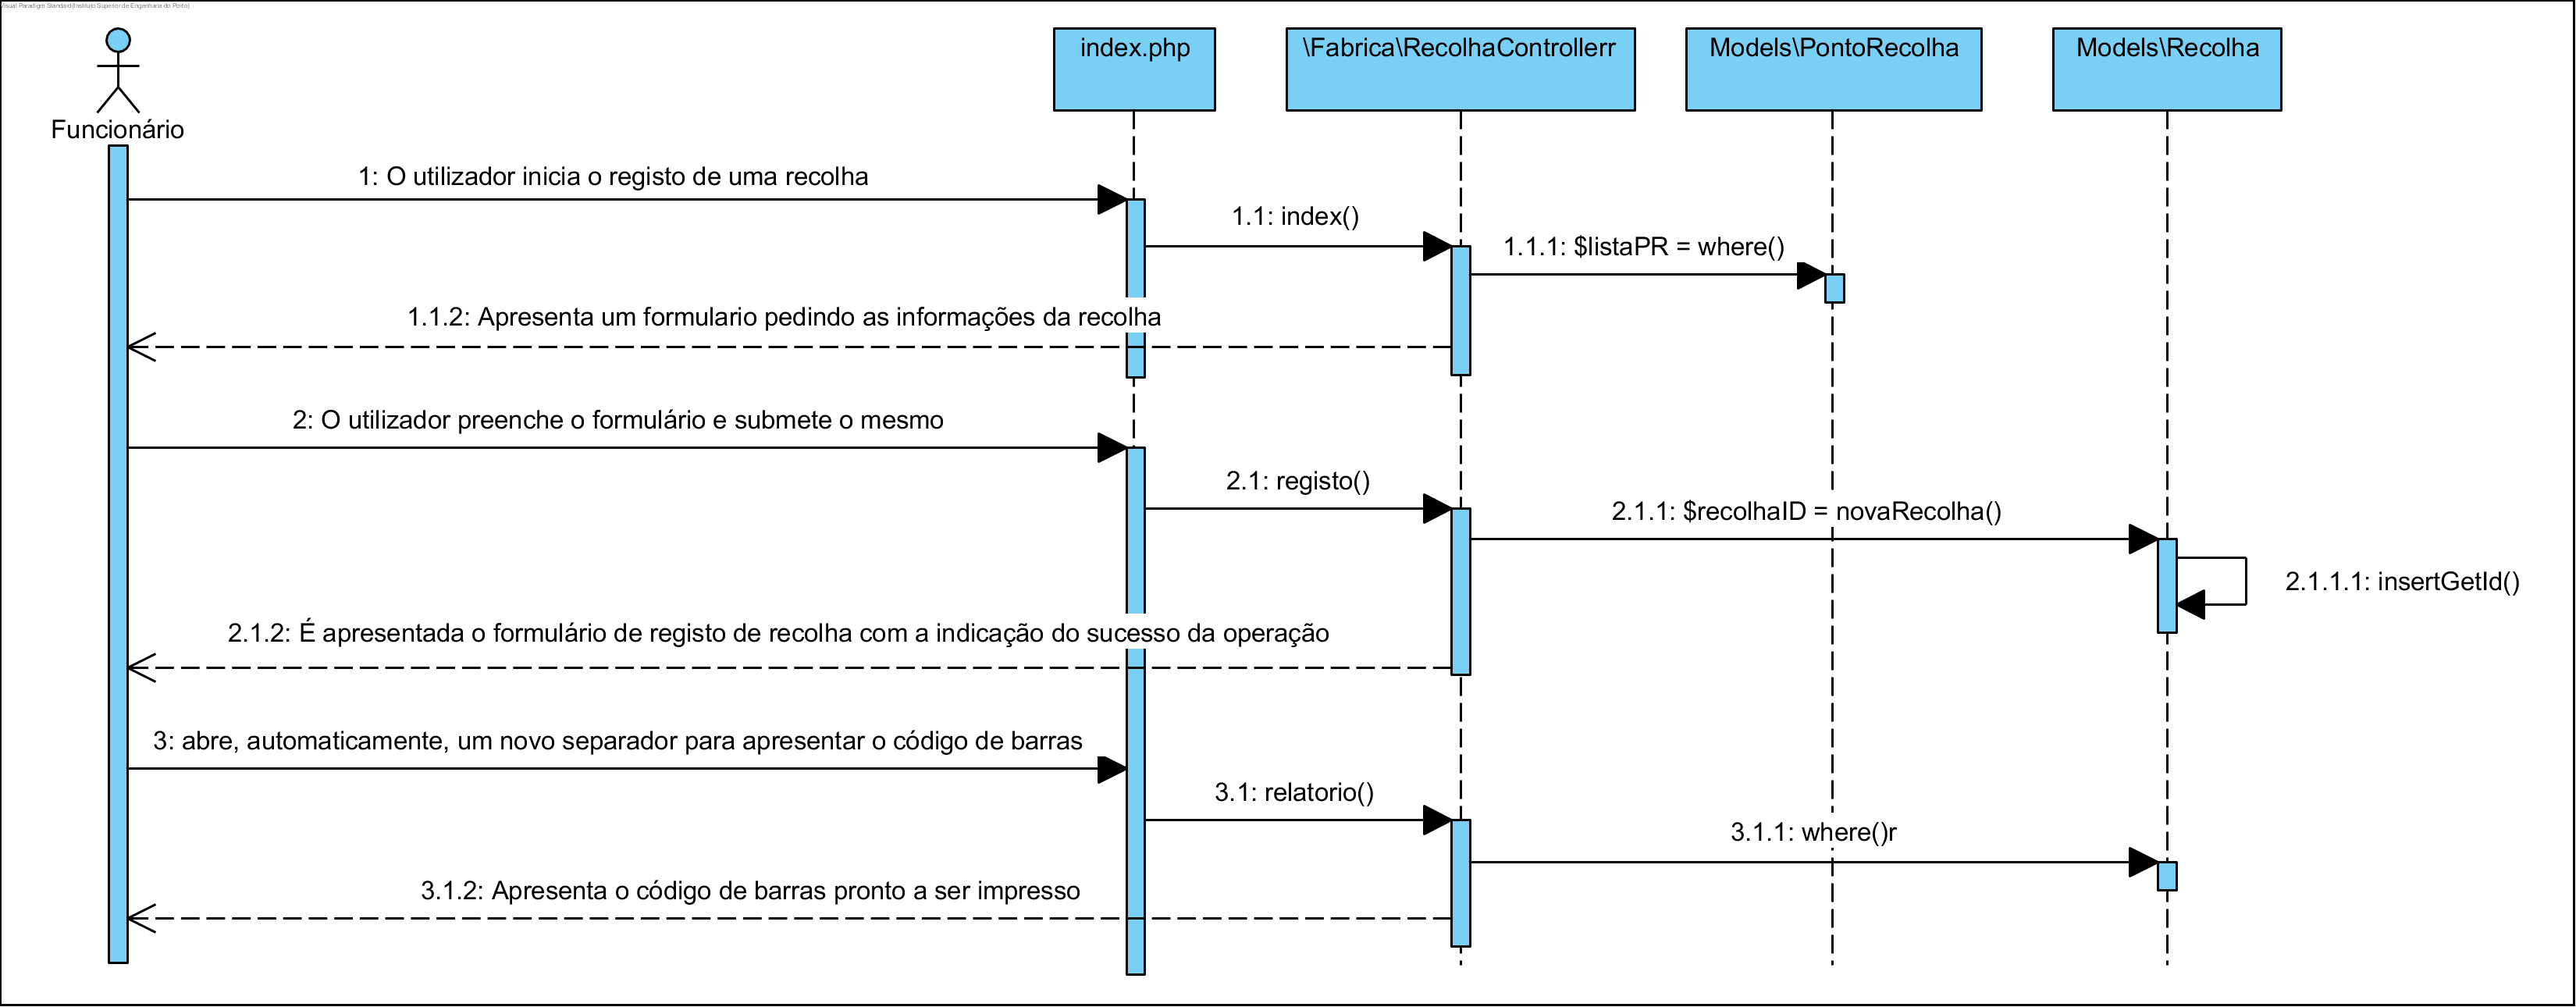 Visual Paradigm Standard(Instituto Superior de Engenharia do Porto)
Funcionário
index.php
\Fabrica\RecolhaControllerr
Models\PontoRecolha
Models\Recolha
1: O utilizador inicia o registo de uma recolha
1.1: index()
1.1.1: $listaPR = where()
1.1.2: Apresenta um formulario pedindo as informações da recolha
2: O utilizador preenche o formulário e submete o mesmo
2.1: registo()
2.1.1: $recolhaID = novaRecolha()
2.1.1.1: insertGetId()
2.1.2: É apresentada o formulário de registo de recolha com a indicação do sucesso da operação
3: abre, automaticamente, um novo separador para apresentar o código de barras
3.1: relatorio()
3.1.1: where()r
3.1.2: Apresenta o código de barras pronto a ser impresso